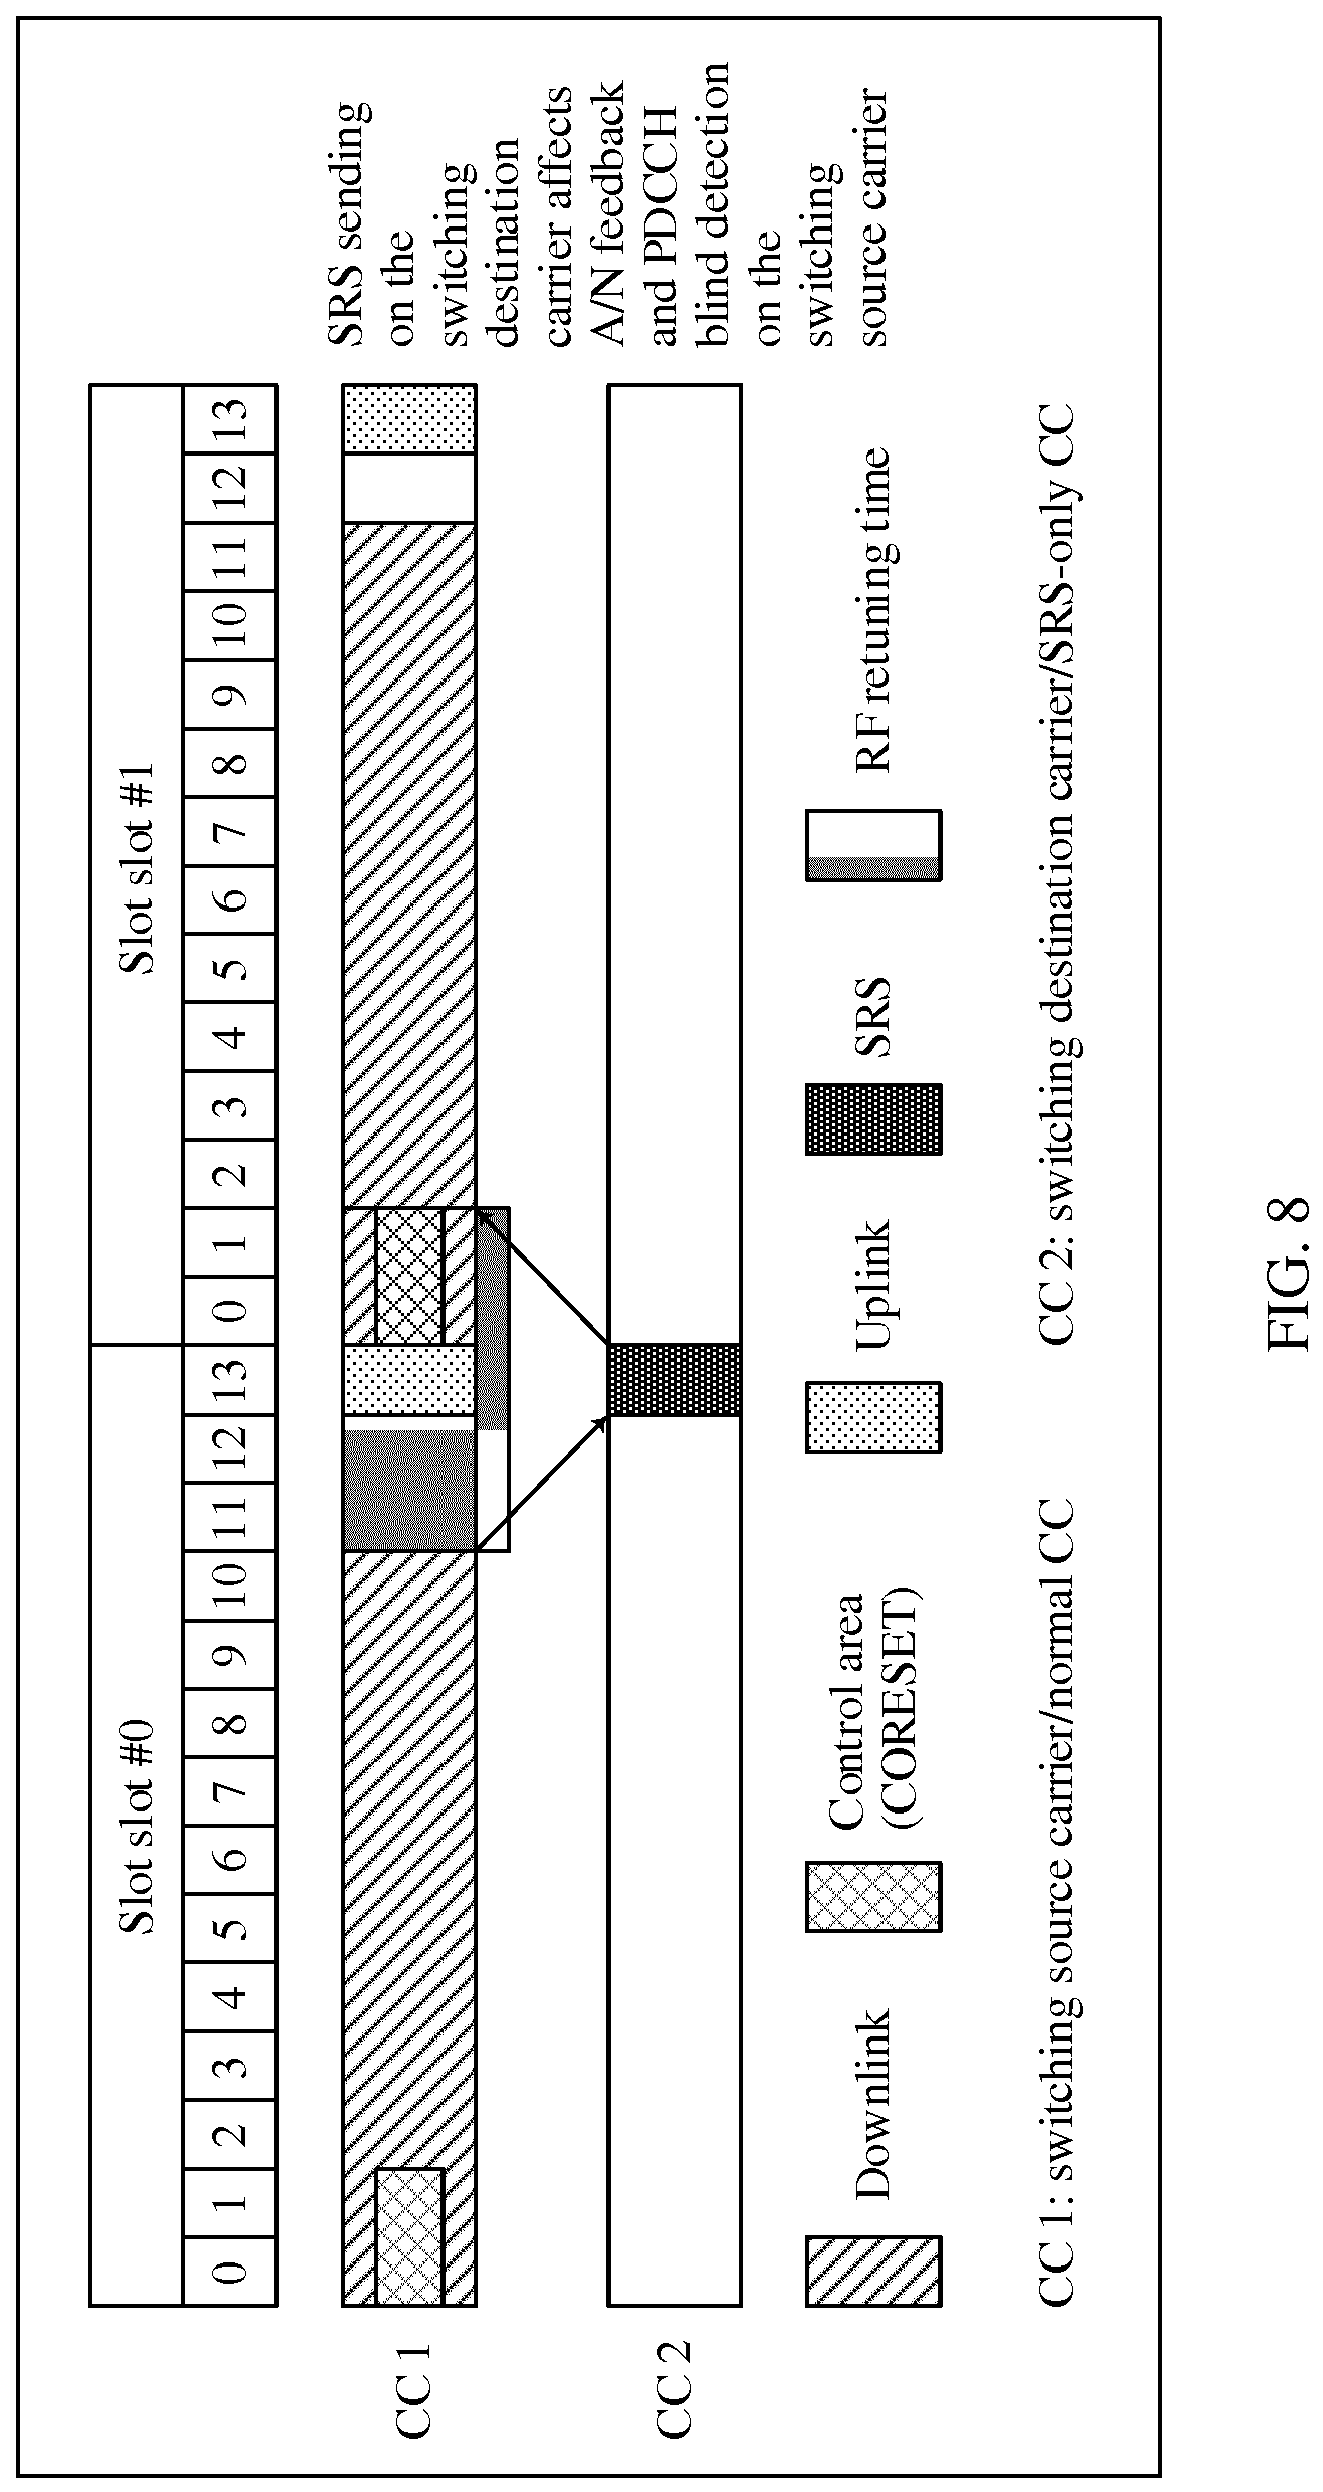 Slot slot #0 Slot slot #1
0 1 2 3 4 5 6 7 8 9 10 11 12 13 0 1 2 3 4 5 6 7 8 9 10 11 12 13
CC 1
CC 2
SRS sending
on the
switching
destination
carrier affects
A/N feedback
and PDCCH
blind detection
on the
switching
source carrier
Downlink
Control area
(CORESET)
Uplink
SRS
RF retuning time
CC 1: switching source carrier/normal CC
CC 2: switching destination carrier/SRS-only CC
FIG. 8